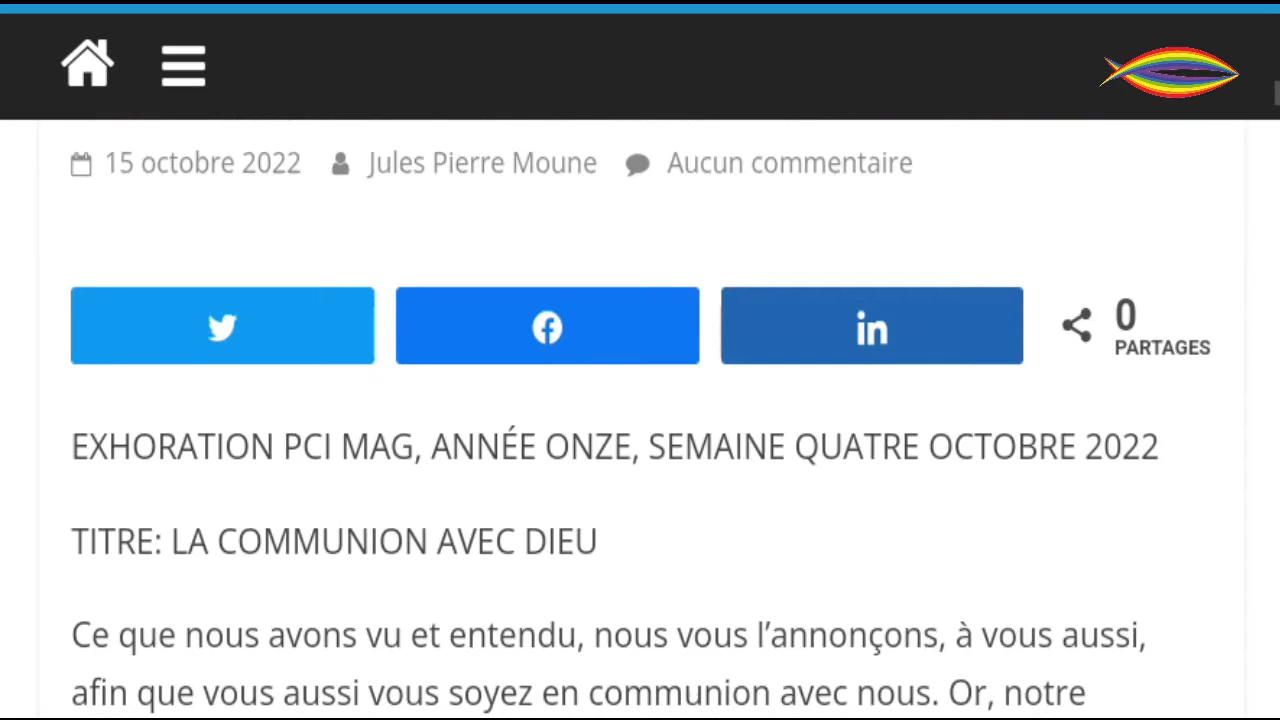 15 octobre 2022 Jules Pierre Moune Aucun commentaire
in 0
PARTAGES
EXHORATION PCI MAG, ANNÉE ONZE, SEMAINE QUATRE OCTOBRE 2022
TITRE: LA COMMUNION AVEC DIEU
Ce que nous avons vu et entendu, nous vous l’annonçons, à vous aussi,
afin que vous aussi vous soyez en communion avec nous. Or, notre